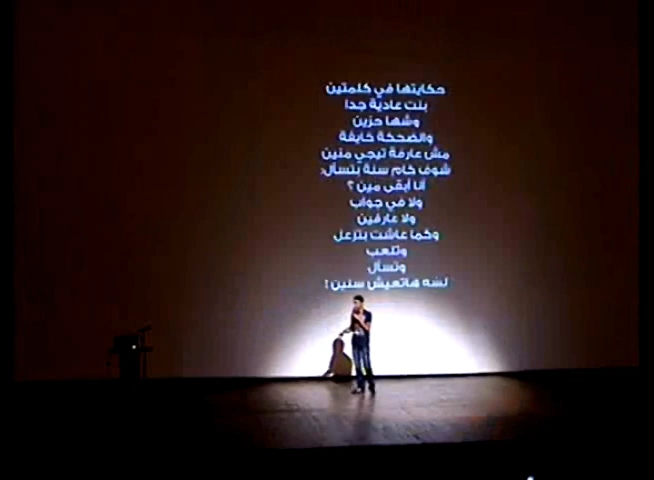 حكايتها في كلمتين
بنت عادية جدا
وشها حزين
والضحكة خايفة
مش عارفة تيجي منين
شوف كام سنة بتسأل:
أنا أبقى مين ؟
ولا في جواب
ولا عارفين
وكما عاشت بتزعل
وتلعب
وتسأل
لسه هاتعيش سنين !